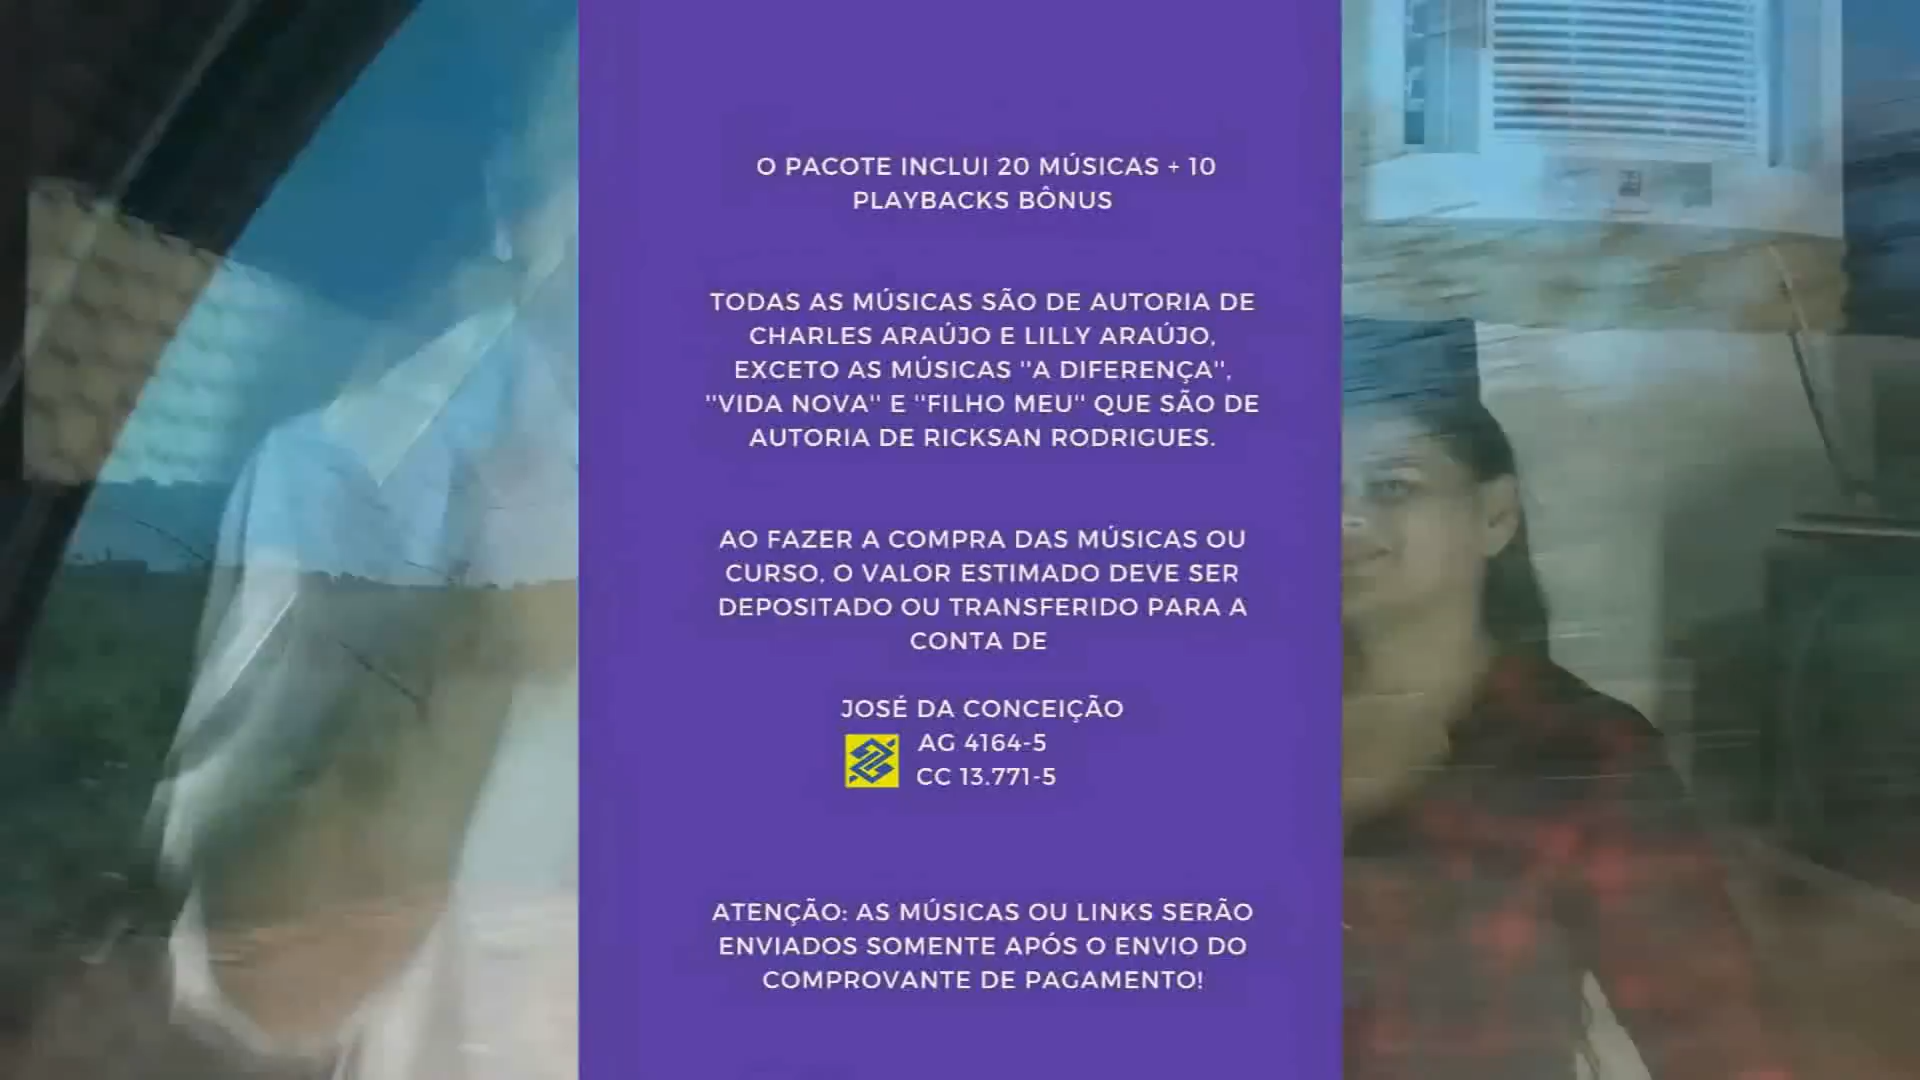 O PACOTE INCLUI 20 MÚSICAS + 10
PLAYBACKS BÔNUS
TODAS AS MÚSICAS SÃO DE AUTORIA DE
CHARLES ARAÚJO E LILLY ARAÚJO,
EXCETO AS MÚSICAS "A DIFERENÇA",
"VIDA NOVA" E "FILHO MEU" QUE SÃO DE
AUTORIA DE RICKSAN RODRIGUES.
AO FAZER A COMPRA DAS MÚSICAS OU
CURSO, O VALOR ESTIMADO DEVE SER
DEPOSITADO OU TRANSFERIDO PARA A
CONTA DE
JOSÉ DA CONCEIÇÃO
AG 4164-5
CC 13.771-5
ATENÇÃO: AS MÚSICAS OU LINKS SERÃO
ENVIADOS SOMENTE APÓS O ENVIO DO
COMPROVANTE DE PAGAMENTO!